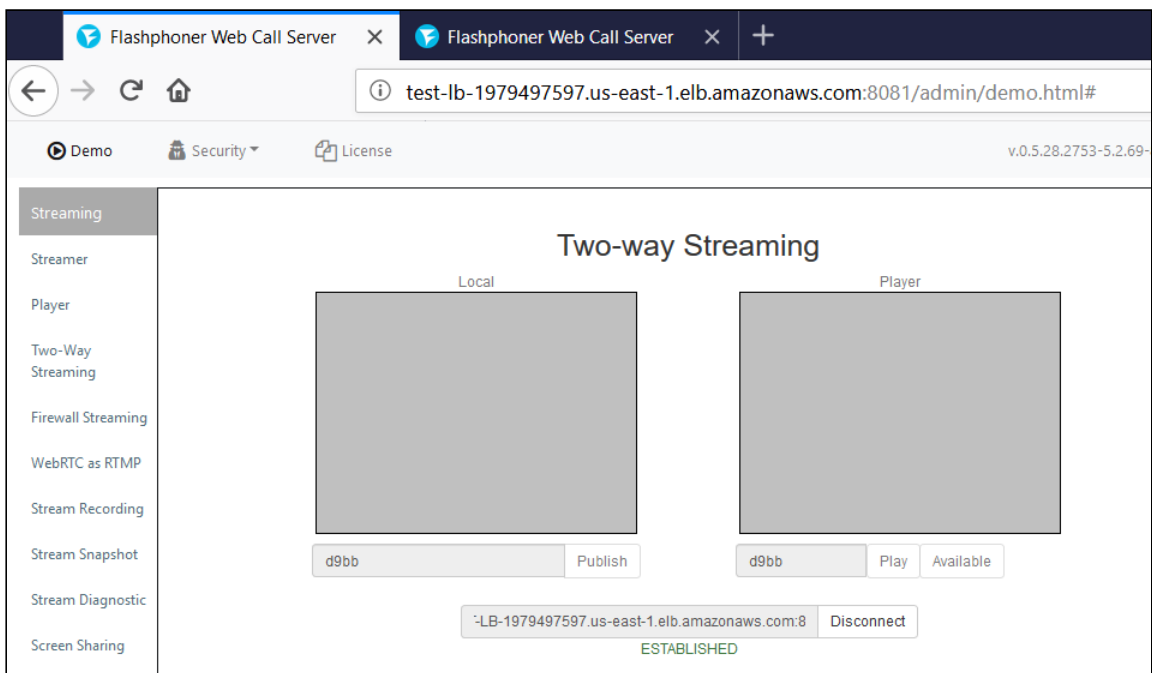 Flashphoner Web Call Server
Flashphoner Web Call Server
test-lb-1979497597.us-east-1.elb.amazonaws.com:8081/admin/demo.html#
Demo
Security
License
v.0.5.28.2753-5.2.69-
Streaming
Streamer
Player
Two-Way
Streaming
Firewall Streaming
WebRTC as RTMP
Stream Recording
Stream Snapshot
Stream Diagnostic
Screen Sharing
Two-way Streaming
Local
Player
d9bb
Publish
d9bb
Play
Available
-LB-1979497597.us-east-1.elb.amazonaws.com:8
Disconnect
ESTABLISHED